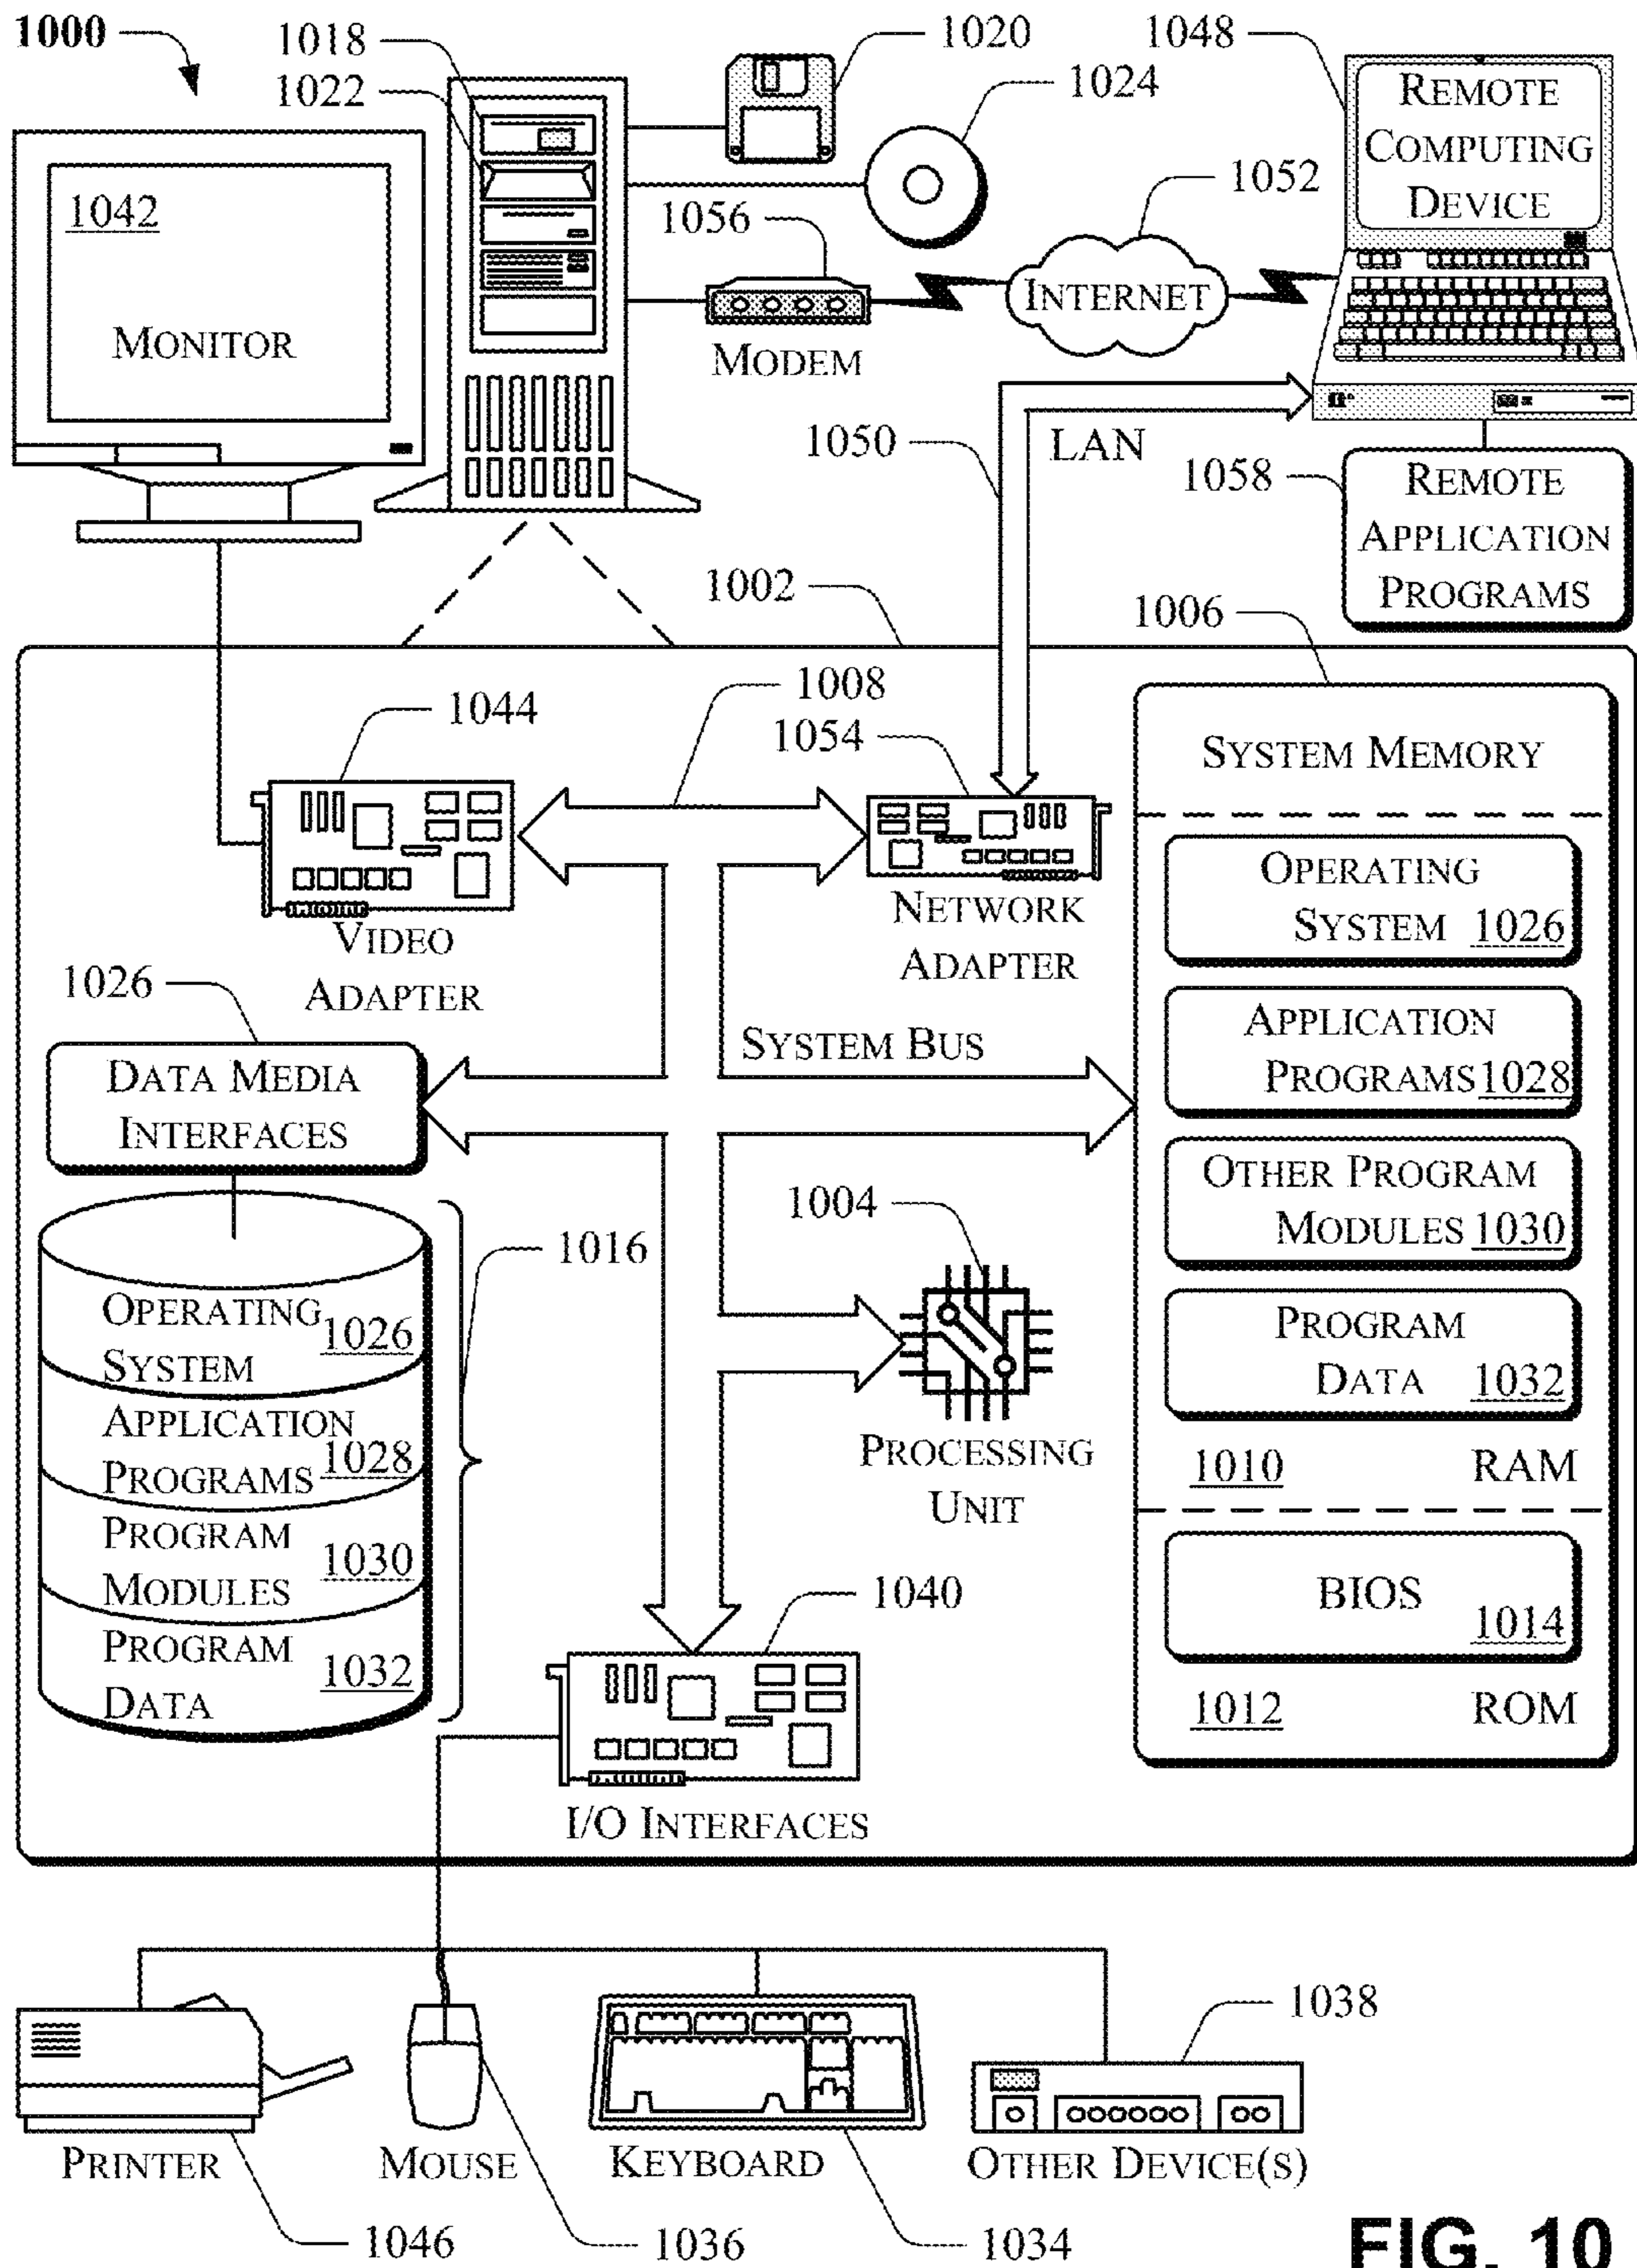 1000
1018
1022
1020
1024
1048
REMOTE
COMPUTING
DEVICE
1042
MONITOR
1056
MODEM
1052
INTERNET
1050
LAN
1058
REMOTE
APPLICATION
PROGRAMS
1002
1006
1044
1008
1054
VIDEO
ADAPTER
NETWORK
ADAPTER
SYSTEM MEMORY
OPERATING
SYSTEM 1026
APPLICATION
PROGRAMS 1028
OTHER PROGRAM
MODULES 1030
PROGRAM
DATA 1032
1010 RAM
BIOS
1014
1012 ROM
1026
DATA MEDIA
INTERFACES
SYSTEM BUS
1016
OPERATING
SYSTEM 1026
APPLICATION
PROGRAMS 1028
PROGRAM
MODULES 1030
PROGRAM
DATA 1032
1004
PROCESSING
UNIT
1040
I/O INTERFACES
1038
PRINTER
MOUSE
KEYBOARD
OTHER DEVICE(S)
1046
1036
1034
FIG. 10